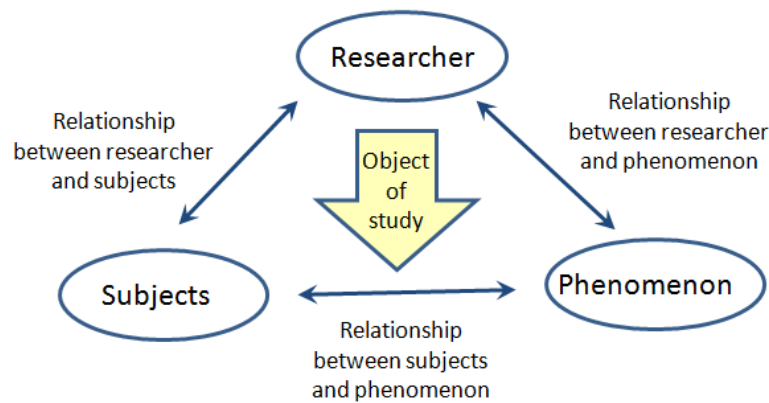 Researcher
Relationship
between researcher
and subjects
Relationship
between researcher
and phenomenon
Object
of
study
Subjects
Phenomenon
Relationship
between subjects
and phenomenon